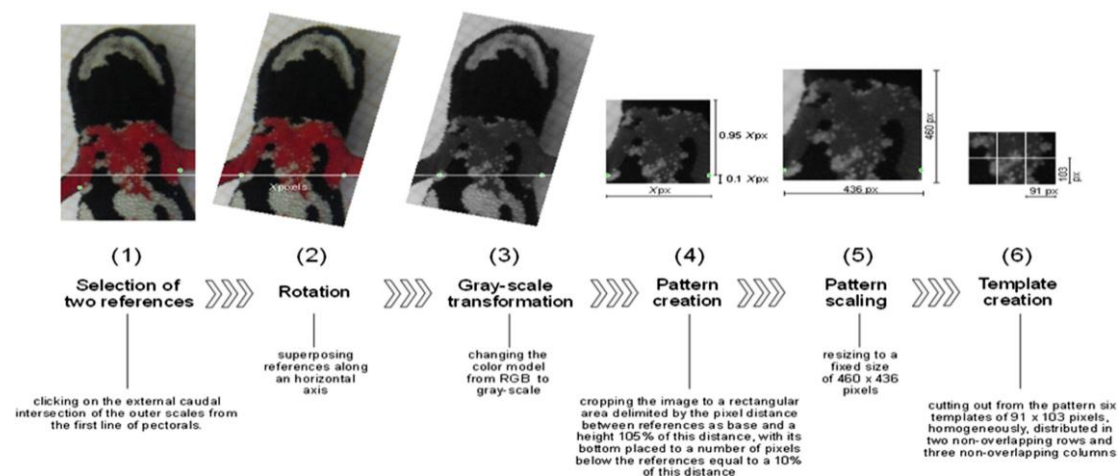 X pixels
0.95 Xpx
0.1 Xpx
Xpx
460 px
436 px
103
px
91 px
(1)
Selection of
two references
(2)
Rotation
(3)
Gray-scale
transformation
(4)
Pattern
creation
(5)
Pattern
scaling
(6)
Template
creation
clicking on the external caudal
intersection of the outer scales from
the first line of pectorals.
superposing
references along
an horizontal
axis
changing the
color model
from RGB to
gray-scale
cropping the image to a rectangular
area delimited by the pixel distance
between references as base and a
height 105% of this distance, with its
bottom placed to a number of pixels
below the references equal to a 10%
of this distance
resizing to a
fixed size
of 460 x 436
pixels
cutting out from the pattern six
templates of 91 x 103 pixels,
homogeneously, distributed in
two non-overlapping rows and
three non-overlapping columns